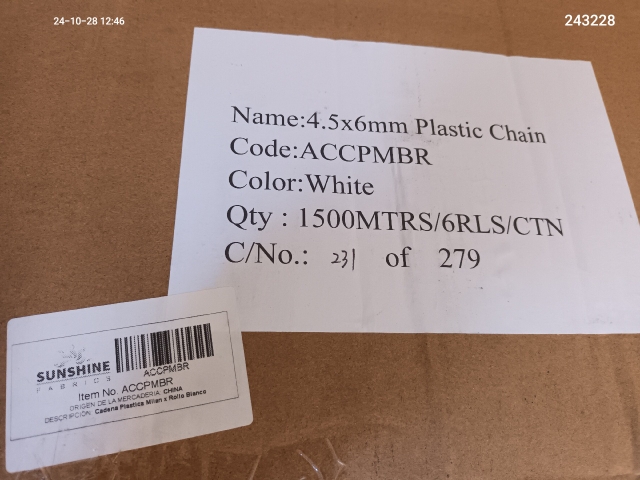 24-10-28 12:46
243228
Name:4.5x6mm Plastic Chain
Code:ACCPMBR
Color:White
Qty : 1500MTRS/6RLS/CTN
C/No.: 231 of 279
SUNSHINE
FABRICS
ACCPMBR
Item No. ACCPMBR
ORIGEN DE LA MERCADERIA: CHINA
DESCRIPCION: Cadena Plastica Milan x Rollo Blanco